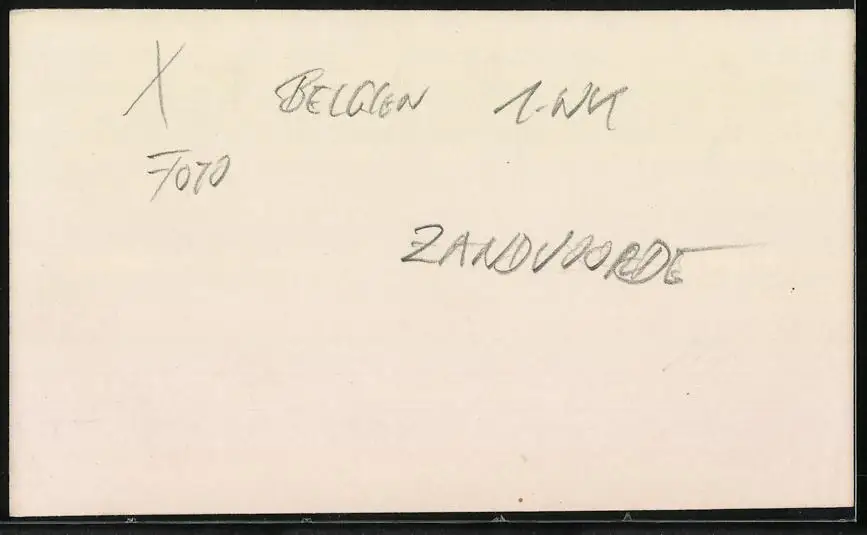 X BELGIEN 1. WK
FOTO
ZANDVOORDE